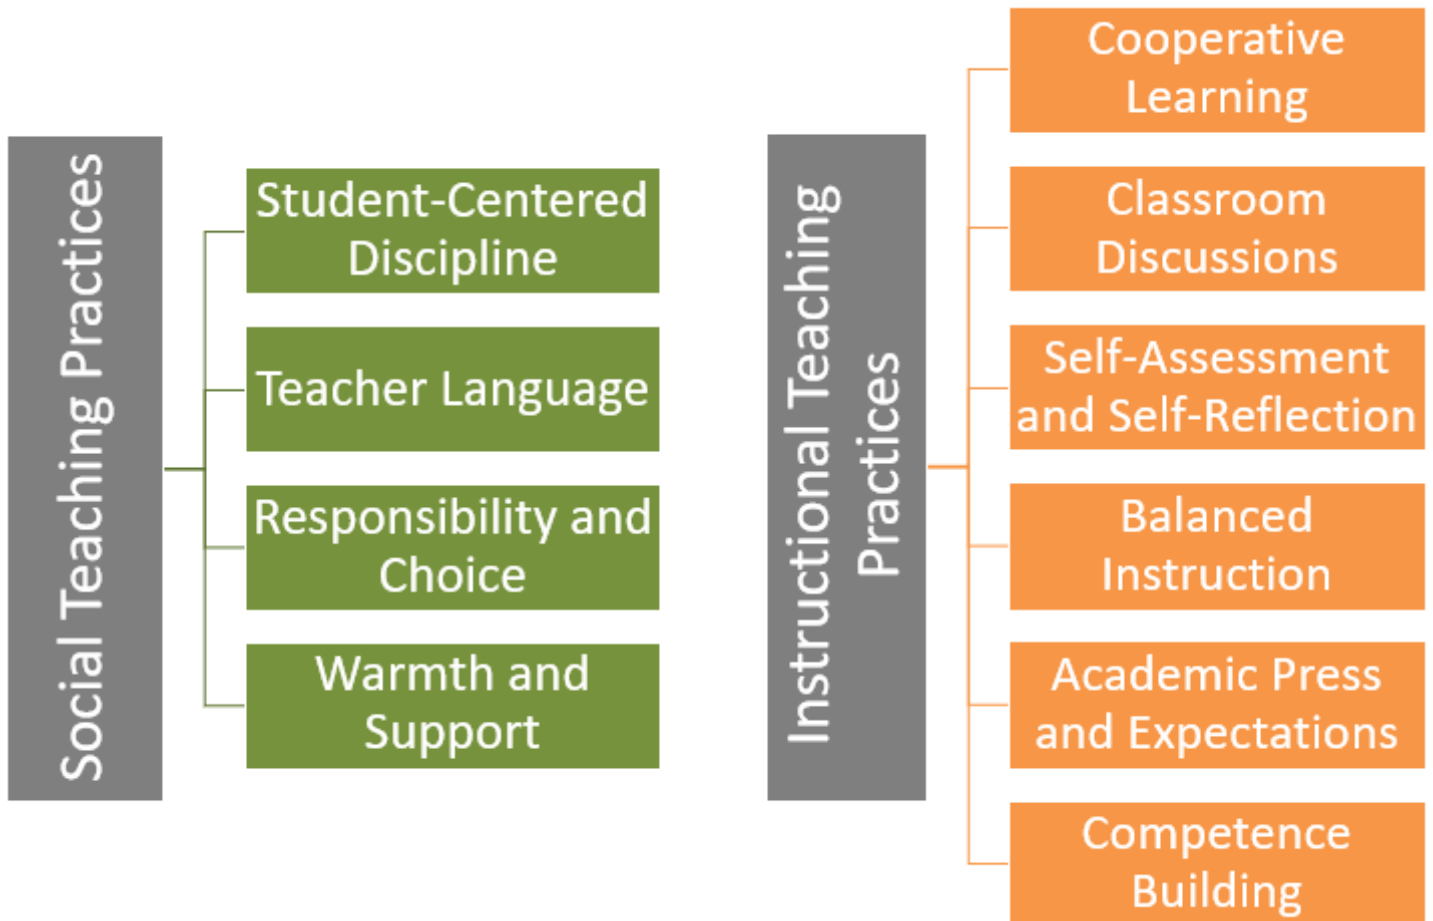 Social Teaching Practices
Student-Centered
Discipline
Teacher Language
Responsibility and
Choice
Warmth and
Support
Instructional Teaching
Practices
Cooperative
Learning
Classroom
Discussions
Self-Assessment
and Self-Reflection
Balanced
Instruction
Academic Press
and Expectations
Competence
Building